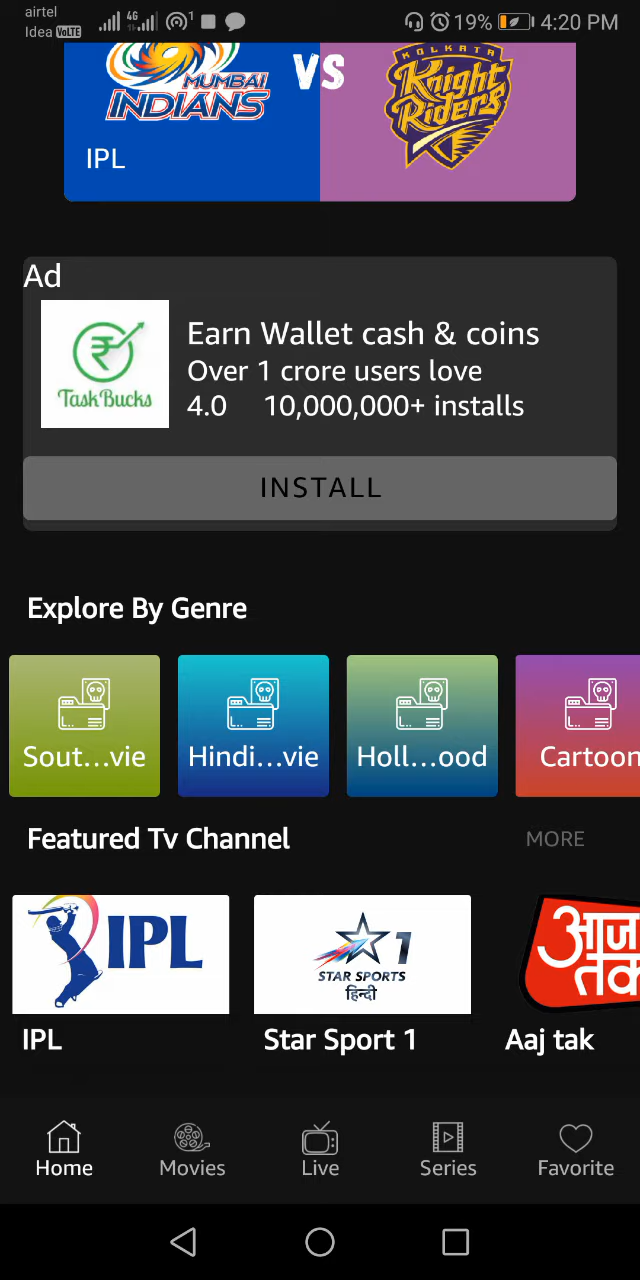 airtel
4G
1
19%
4:20 PM
Idea VoLTE
MUMBAI
INDIANS
VS
KOLKATA
Knight
Riders
IPL
Ad
TaskBucks
Earn Wallet cash & coins
Over 1 crore users love
4.0 10,000,000+ installs
INSTALL
Explore By Genre
Sout...vie
Hindi...vie
Holl...ood
Cartoon
Featured Tv Channel
MORE
IPL
1
STAR SPORTS
हिन्दी
आज
तक
IPL
Star Sport 1
Aaj tak
Home
Movies
Live
Series
Favorite